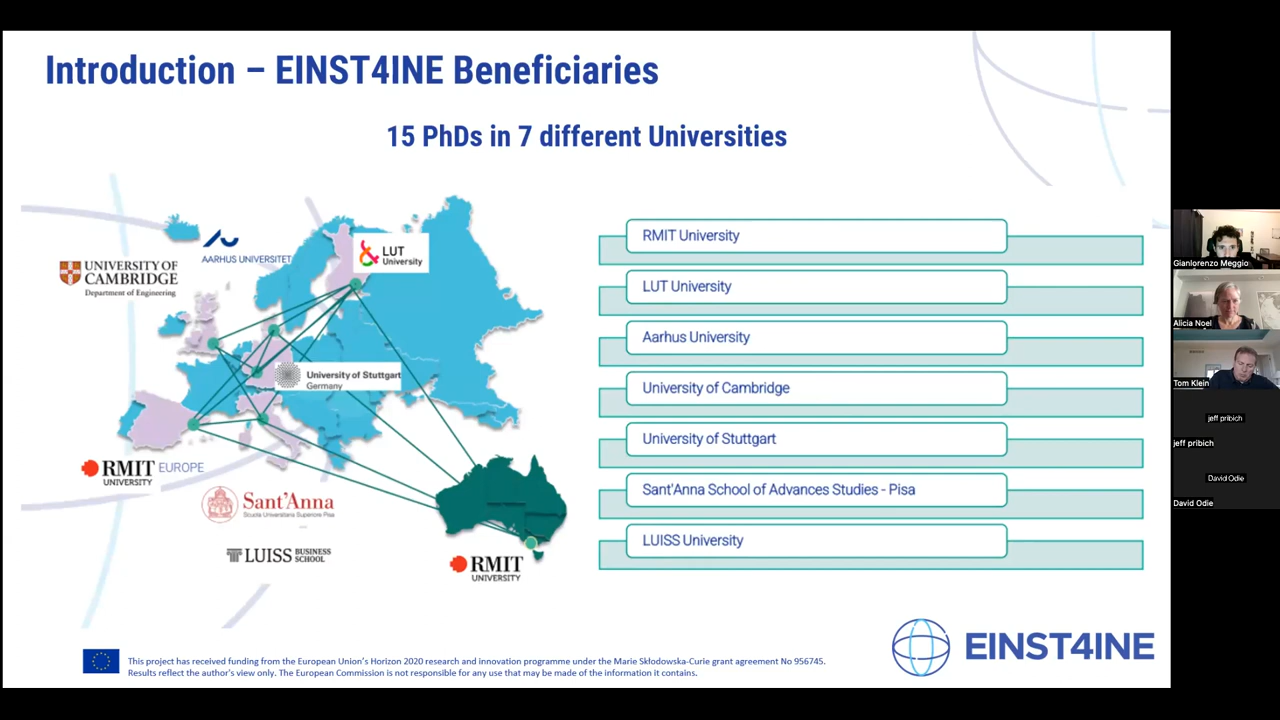 Introduction – EINST4INE Beneficiaries
15 PhDs in 7 different Universities
AARHUS UNIVERSITET
LUT
University
UNIVERSITY OF
CAMBRIDGE
Department of Engineering
University of Stuttgart
Germany
RMIT EUROPE
UNIVERSITY
Sant'Anna
Scuola Universitaria Superiore Pisa
LUISS BUSINESS
SCHOOL
RMIT
UNIVERSITY
RMIT University
LUT University
Aarhus University
University of Cambridge
University of Stuttgart
Sant'Anna School of Advances Studies - Pisa
LUISS University
This project has received funding from the European Union's Horizon 2020 research and innovation programme under the Marie Skłodowska-Curie grant agreement No 956745.
Results reflect the author's view only. The European Commission is not responsible for any use that may be made of the information it contains.
EINST4INE
Gianlorenzo Meggio
Alicia Noel
Tom Klein
jeff pribich
jeff pribich
David Odie
David Odie